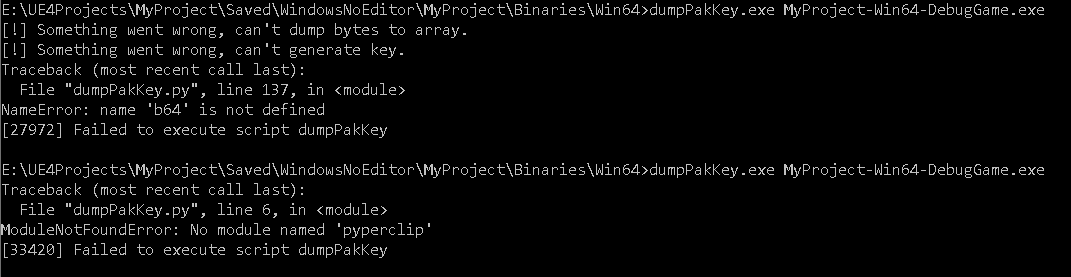 E:\UE4Projects\MyProject\Saved\WindowsNoEditor\MyProject\Binaries\Win64>dumpPakKey.exe MyProject-Win64-DebugGame.exe
[!] Something went wrong, can't dump bytes to array.
[!] Something went wrong, can't generate key.
Traceback (most recent call last):
  File "dumpPakKey.py", line 137, in <module>
NameError: name 'b64' is not defined
[27972] Failed to execute script dumpPakKey
E:\UE4Projects\MyProject\Saved\WindowsNoEditor\MyProject\Binaries\Win64>dumpPakKey.exe MyProject-Win64-DebugGame.exe
Traceback (most recent call last):
  File "dumpPakKey.py", line 6, in <module>
ModuleNotFoundError: No module named 'pyperclip'
[33420] Failed to execute script dumpPakKey